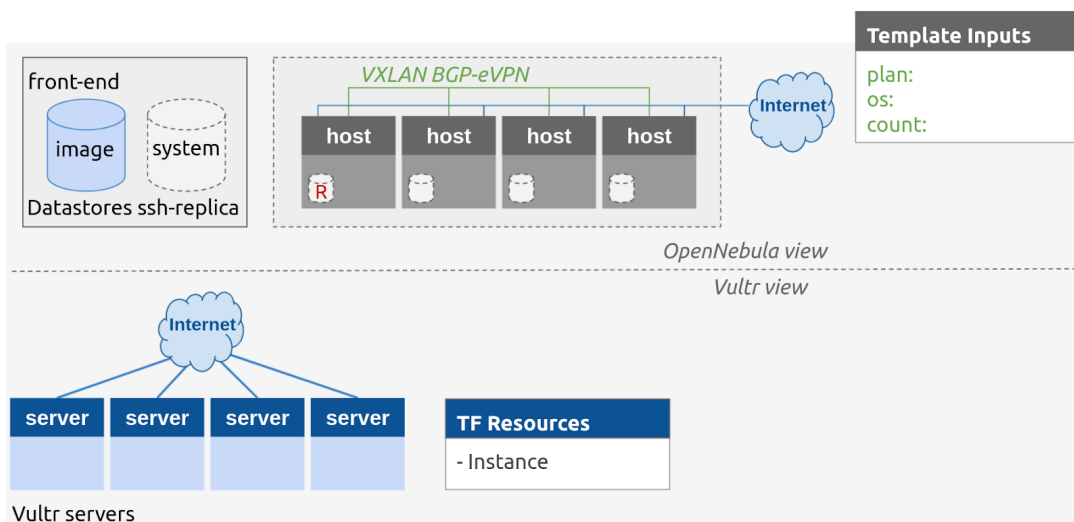 Template Inputs
plan:
os:
count:
front-end
image
system
Datastores ssh-replica
VXLAN BGP-eVPN
Internet
host
host
host
host
R
OpenNebula view
Vultr view
Internet
server
server
server
server
TF Resources
- Instance
Vultr servers